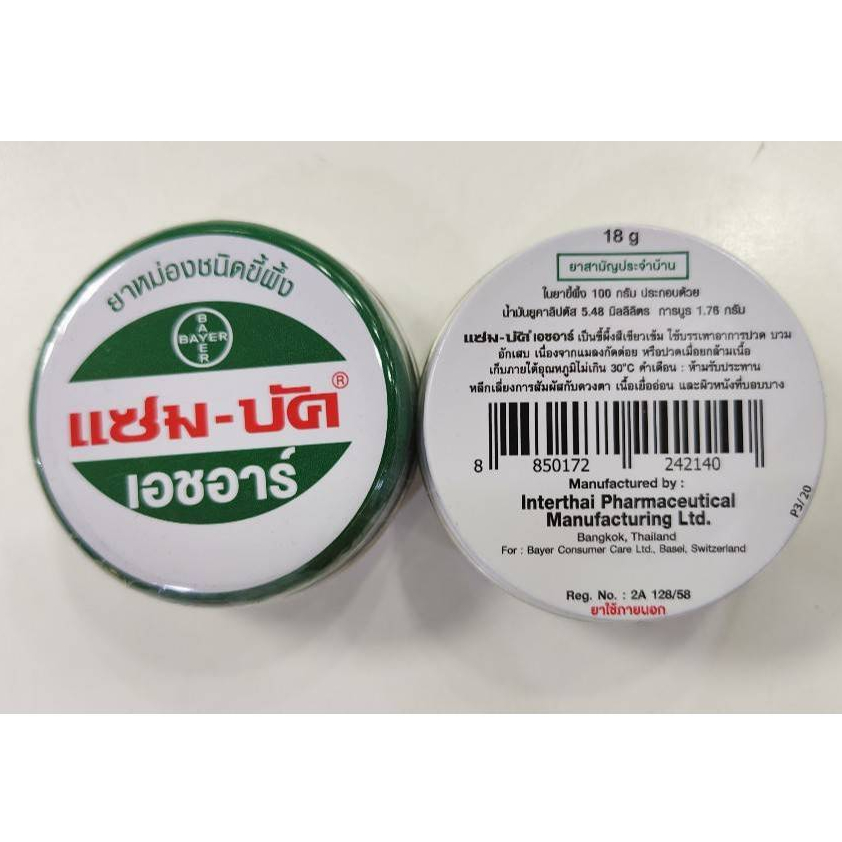 ยาหม่องชนิดขี้ผึ้ง
BAYER
BAYER
แซม-บัค®
เอชอาร์
18 g
ยาสามัญประจำบ้าน
ในยาขี้ผึ้ง 100 กรัม ประกอบด้วย
น้ำมันยูคาลิปตัส 5.48 มิลลิลิตร การบูร 1.76 กรัม
แซม-บัค® เอชอาร์ เป็นขี้ผึ้งสีเขียวเข้ม ใช้บรรเทาอาการปวด บวม
อักเสบ เนื่องจากแมลงกัดต่อย หรือปวดเมื่อยกล้ามเนื้อ
เก็บภายใต้อุณหภูมิไม่เกิน 30°C คำเตือน : ห้ามรับประทาน
หลีกเลี่ยงการสัมผัสกับดวงตา เนื้อเยื่ออ่อน และผิวหนังที่บอบบาง
8 850172 242140
Manufactured by :
Interthai Pharmaceutical
Manufacturing Ltd.
Bangkok, Thailand
For : Bayer Consumer Care Ltd., Basel, Switzerland
P3/20
Reg. No. : 2A 128/58
ยาใช้ภายนอก